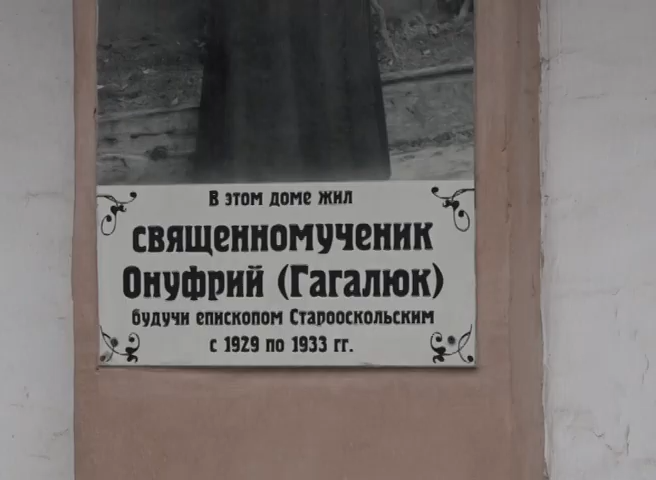 В этом доме жил
священномученик
Онуфрий (Гагалюк)
будучи епископом Старооскольским
с 1929 по 1933 гг.